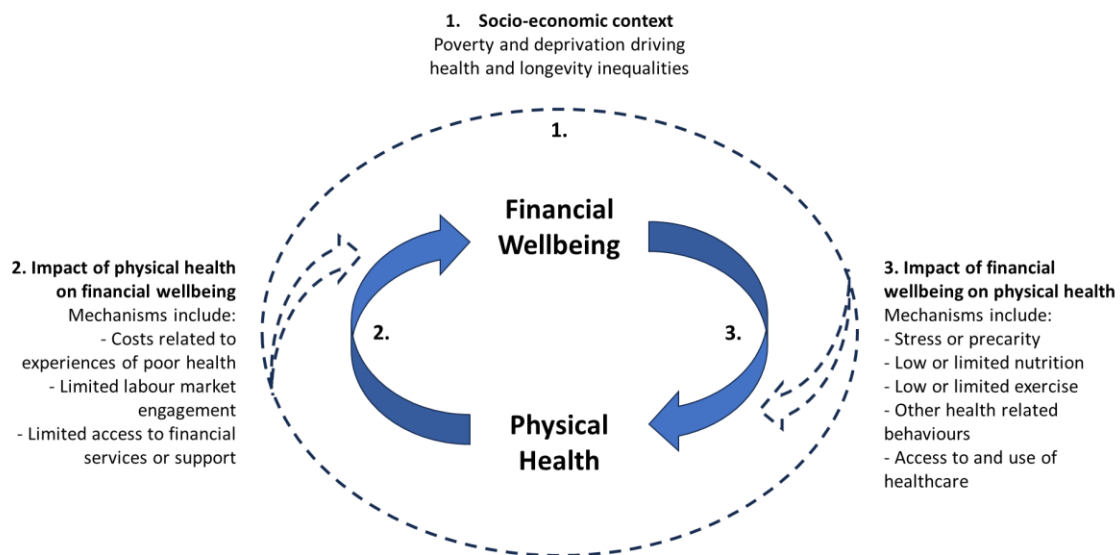 1. Socio-economic context
Poverty and deprivation driving
health and longevity inequalities
1.
Financial
Wellbeing
2. Impact of physical health
on financial wellbeing
Mechanisms include:
- Costs related to
experiences of poor health
- Limited labour market
engagement
- Limited access to financial
services or support
2.
3.
3. Impact of financial
wellbeing on physical health
Mechanisms include:
- Stress or precarity
- Low or limited nutrition
- Low or limited exercise
- Other health related
behaviours
- Access to and use of
healthcare
Physical
Health